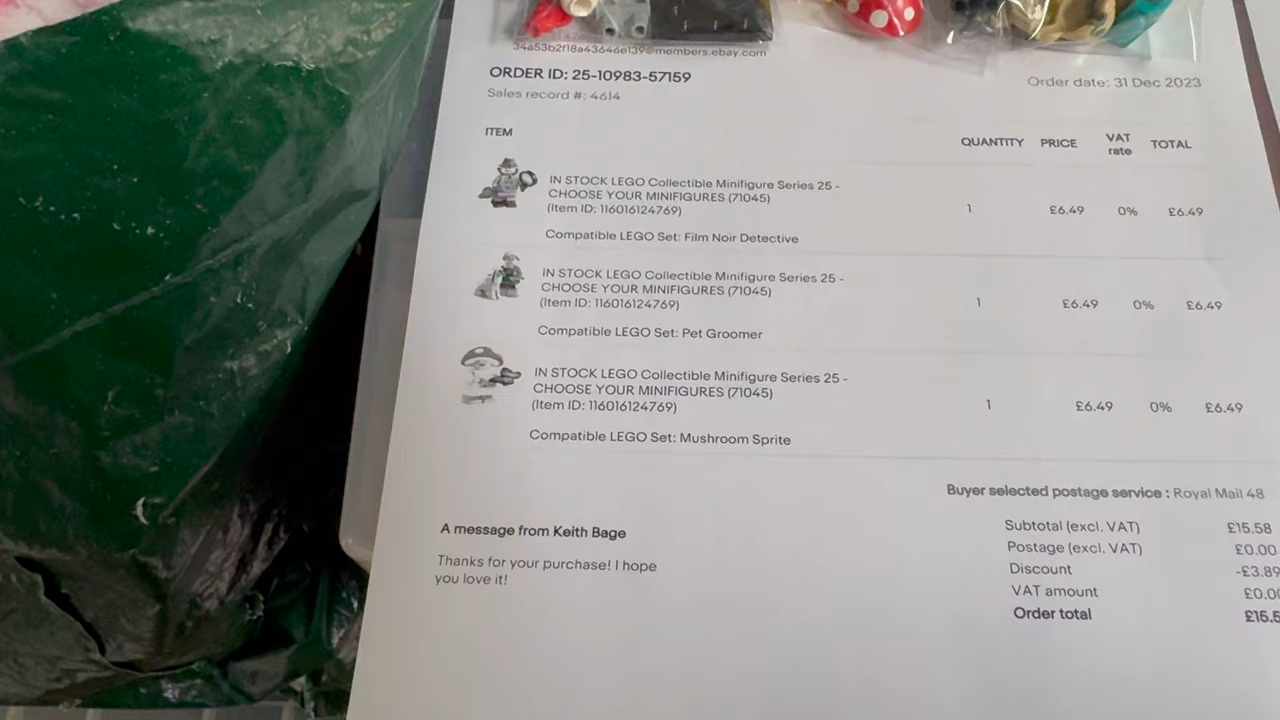 34a53b2f18a43646e139@members.ebay.com
ORDER ID: 25-10983-57159
Order date: 31 Dec 2023
Sales record #: 4614
ITEM QUANTITY PRICE VAT rate TOTAL
IN STOCK LEGO Collectible Minifigure Series 25 -
CHOOSE YOUR MINIFIGURES (71045)
(Item ID: 116016124769) 1 £6.49 0% £6.49
Compatible LEGO Set: Film Noir Detective
IN STOCK LEGO Collectible Minifigure Series 25 -
CHOOSE YOUR MINIFIGURES (71045)
(Item ID: 116016124769) 1 £6.49 0% £6.49
Compatible LEGO Set: Pet Groomer
IN STOCK LEGO Collectible Minifigure Series 25 -
CHOOSE YOUR MINIFIGURES (71045)
(Item ID: 116016124769) 1 £6.49 0% £6.49
Compatible LEGO Set: Mushroom Sprite
Buyer selected postage service : Royal Mail 48
A message from Keith Bage
Thanks for your purchase! I hope
you love it!
Subtotal (excl. VAT) £15.58
Postage (excl. VAT) £0.00
Discount -£3.89
VAT amount £0.0
Order total £15.5